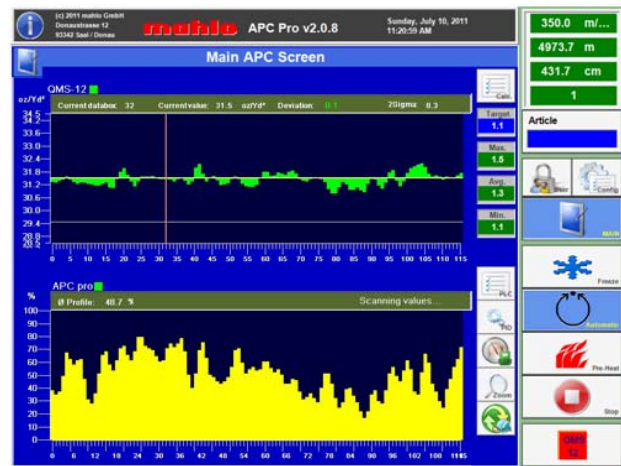 (c) 2011 mahlo GmbH
Donaustrasse 12
93342 Saal / Donau
mahlo
APC Pro v2.0.8
Sunday, July 10, 2011
11:20:59 AM
Main APC Screen
QMS-12
oz/Yd²
Current databox: 32 Current value: 31.5 oz/Yd² Deviation: 0.1 2Sigma: 0.3
34.5
34.2
33.6
33.0
32.4
31.8
31.2
30.6
30.0
29.4
28.8
28.5
0 5 10 15 20 25 30 35 40 45 50 55 60 65 70 75 80 85 90 95 100 105 110 115
Calc.
Target
1.1
Max.
1.5
Avg.
1.3
Min.
1.1
APC pro
%
Ø Profile: 48.7 % Scanning values...
100
90
80
70
60
50
40
30
20
10
0
0 6 12 18 24 30 36 42 48 54 60 66 72 78 84 90 96 102 108
PLC
PID
Zoom
350.0 m/...
4973.7 m
431.7 cm
1
Article
User
Config
MAIN
Freeze
Automatic
Pre-Heat
Stop
QMS
12